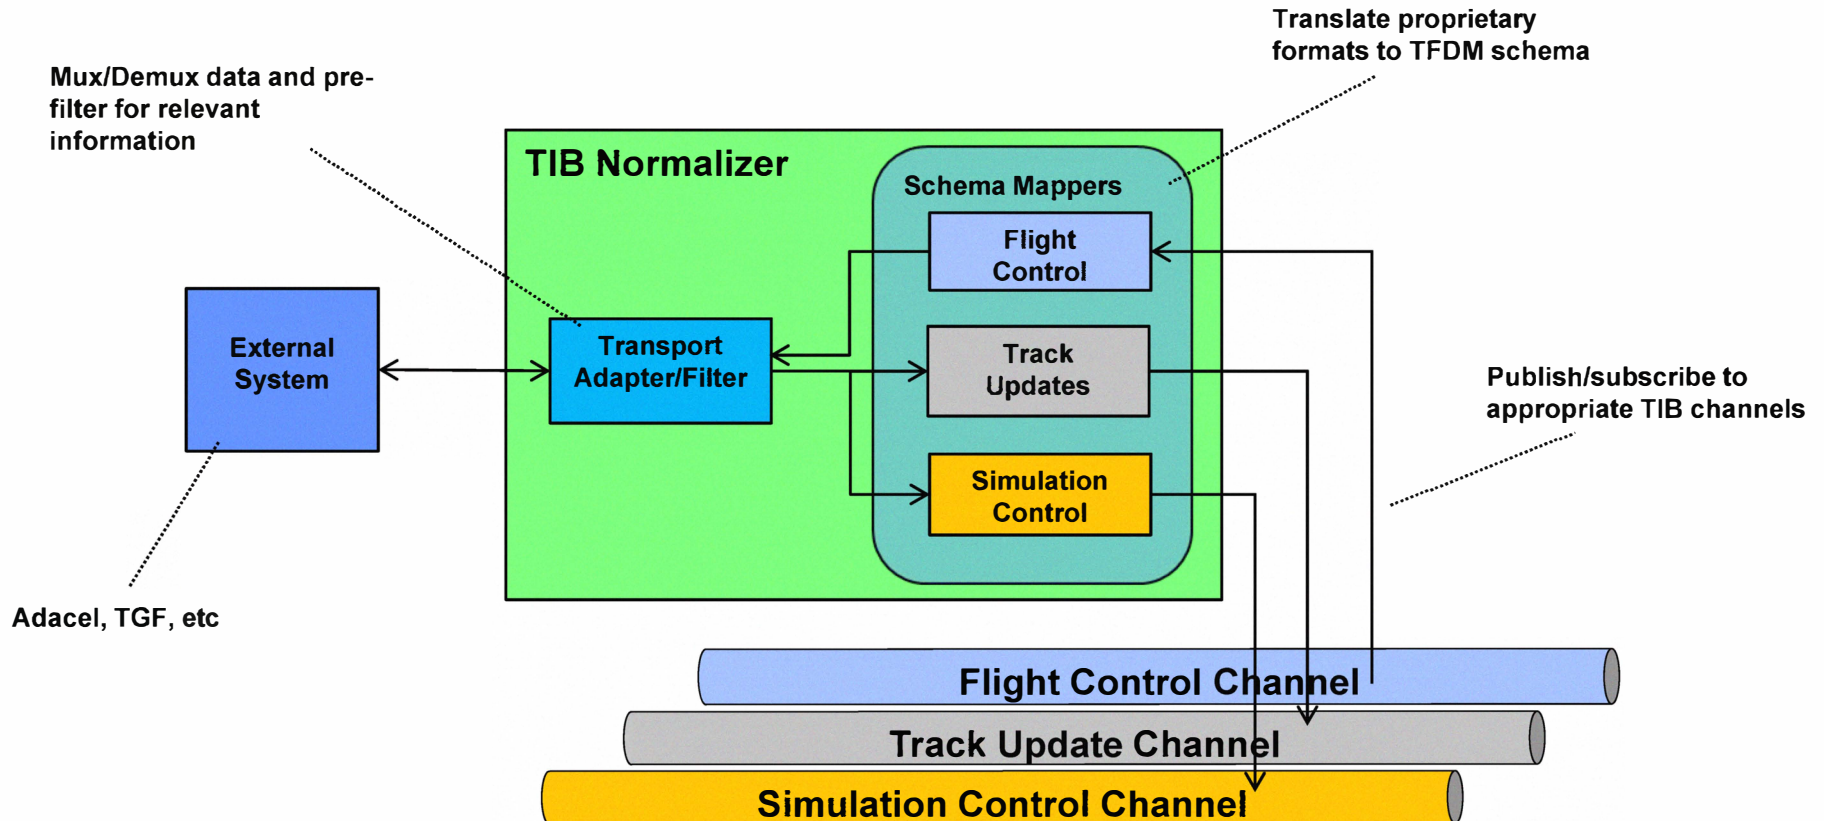 Translate proprietary
formats to TFDM schema
Mux/Demux data and pre-
filter for relevant
information
TIB Normalizer
Schema Mappers
Flight
Control
External
System
Transport
Adapter/Filter
Track
Updates
Publish/subscribe to
appropriate TIB channels
Simulation
Control
Adacel, TGF, etc
Flight Control Channel
Track Update Channel
Simulation Control Channel